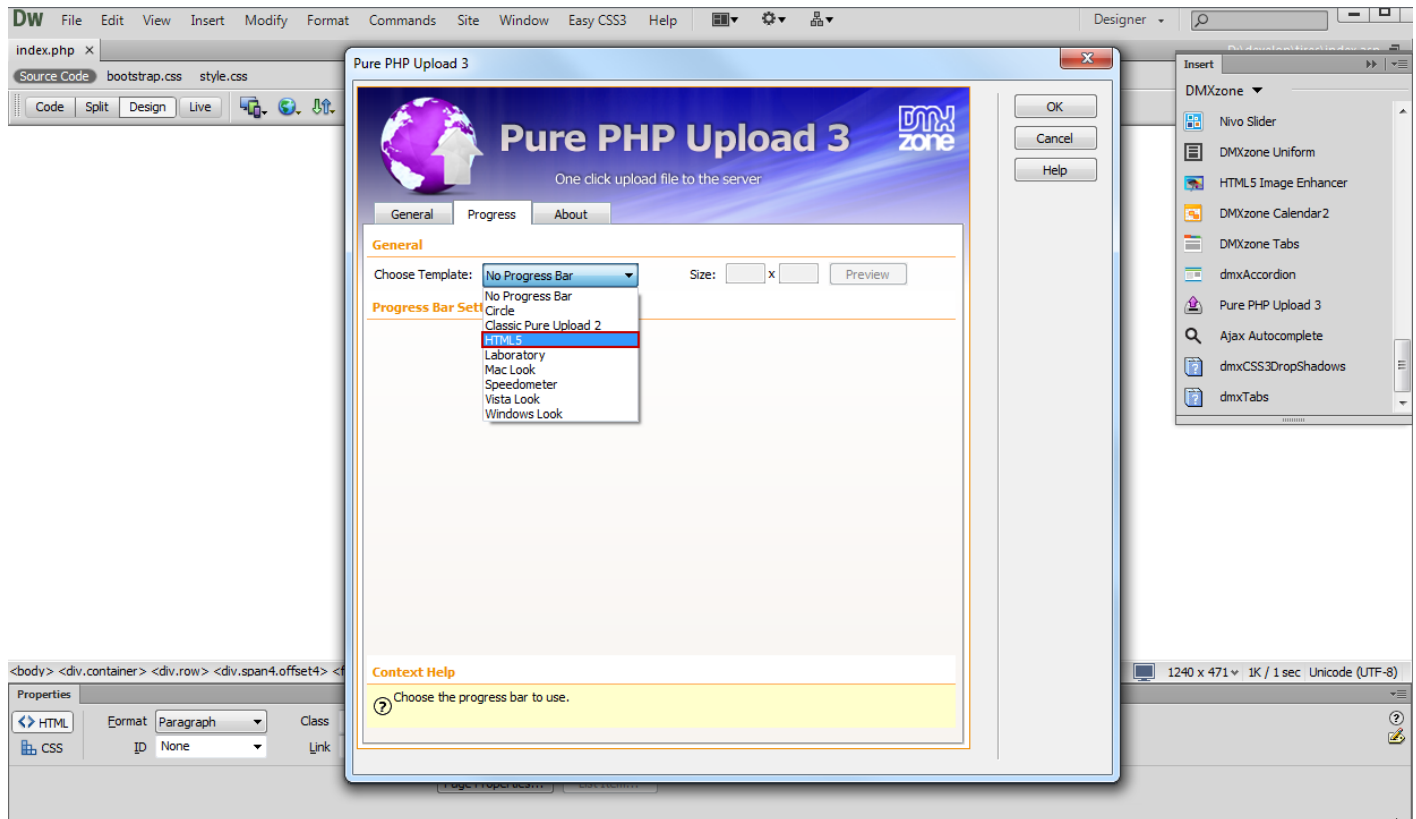 DW File Edit View Insert Modify Format Commands Site Window Easy CSS3 Help Designer
index.php ×
Source Code bootstrap.css style.css
Code Split Design Live
Pure PHP Upload 3
Pure PHP Upload 3
DMX zone
One click upload file to the server
General Progress About
General
Choose Template: No Progress Bar Size: x Preview
No Progress Bar
Progress Bar Sett
Circle
Classic Pure Upload 2
HTML5
Laboratory
Mac Look
Speedometer
Vista Look
Windows Look
Context Help
Choose the progress bar to use.
OK
Cancel
Help
Insert
DMXzone
Nivo Slider
DMXzone Uniform
HTML5 Image Enhancer
DMXzone Calendar2
DMXzone Tabs
dmxAccordion
Pure PHP Upload 3
Ajax Autocomplete
dmxCSS3DropShadows
dmxTabs
<body> <div.container> <div.row> <div.span4.offset4> <f
1240 x 471 1K / 1 sec Unicode (UTF-8)
Properties
<> HTML Format Paragraph Class
CSS ID None Link